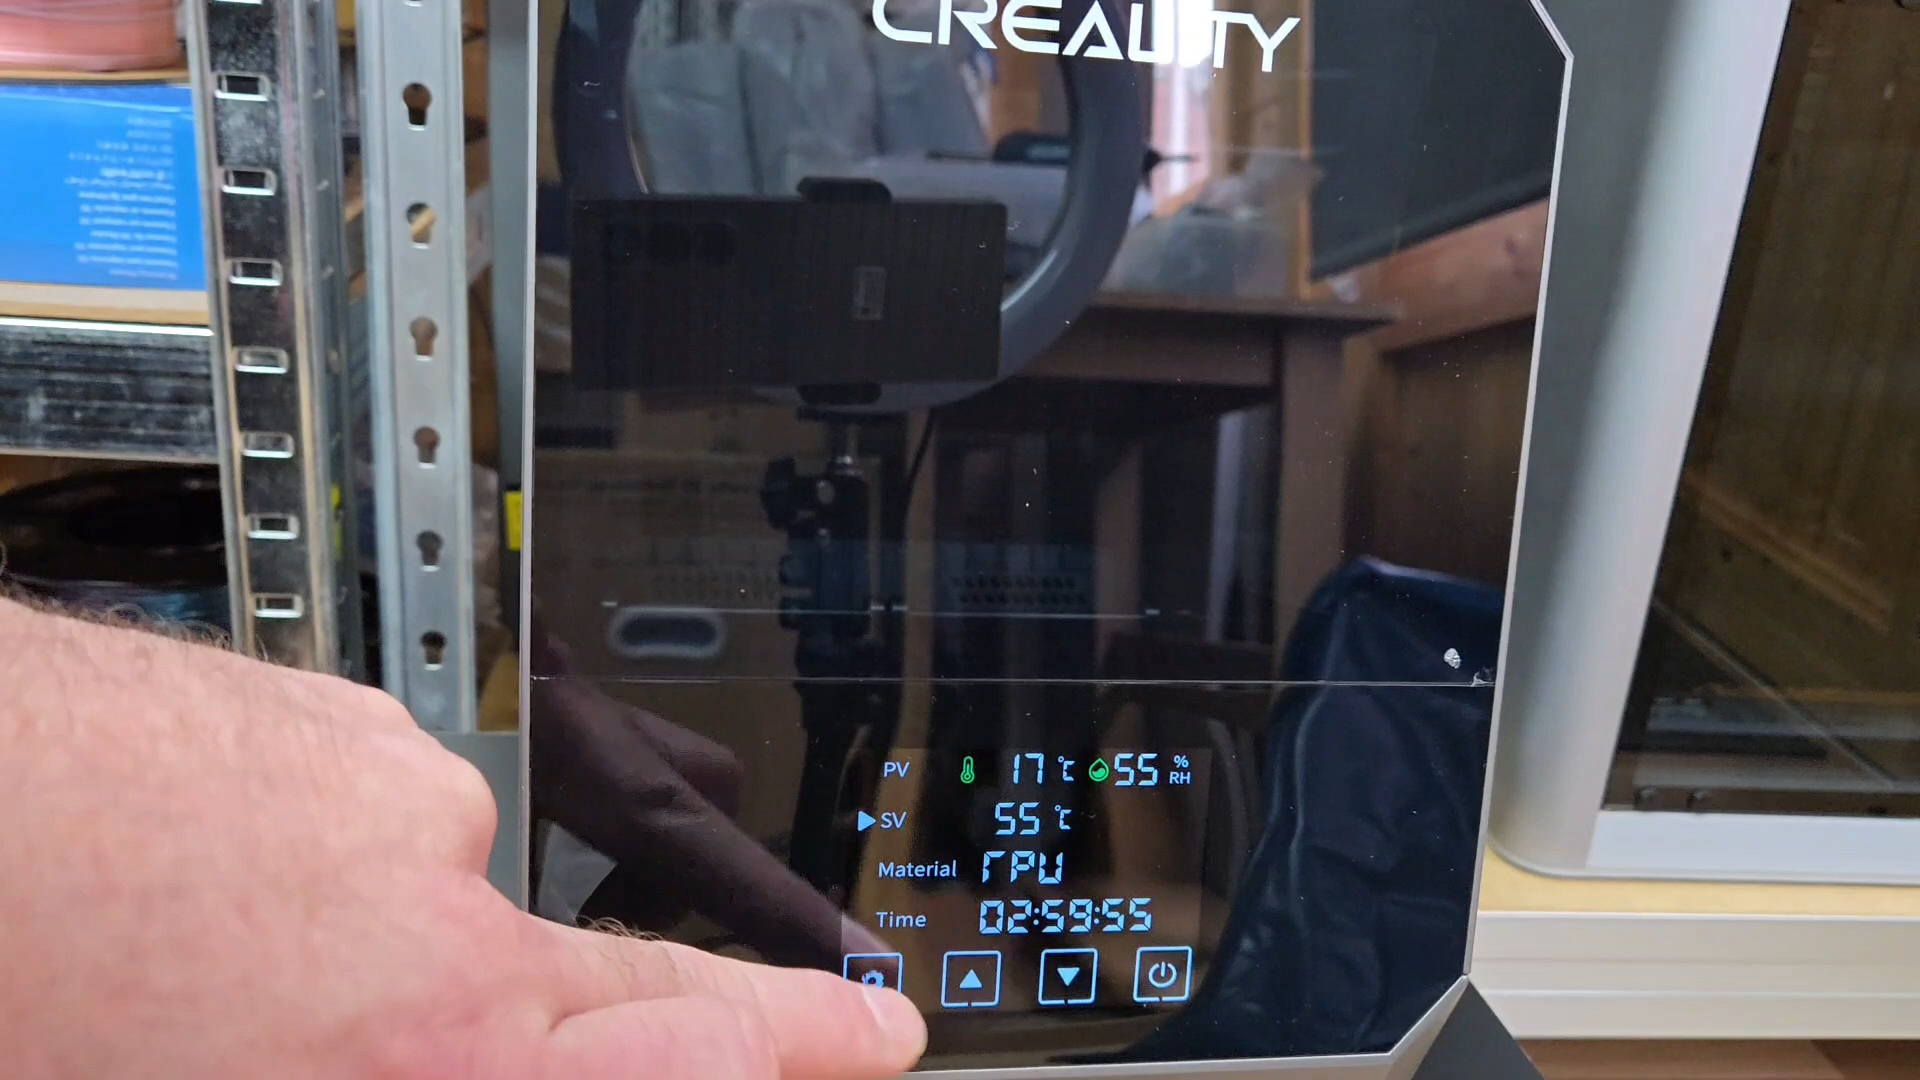 CREALITY
PV 17 °C 55 % RH
SV 55 °C
Material TPU
Time 02:59:55